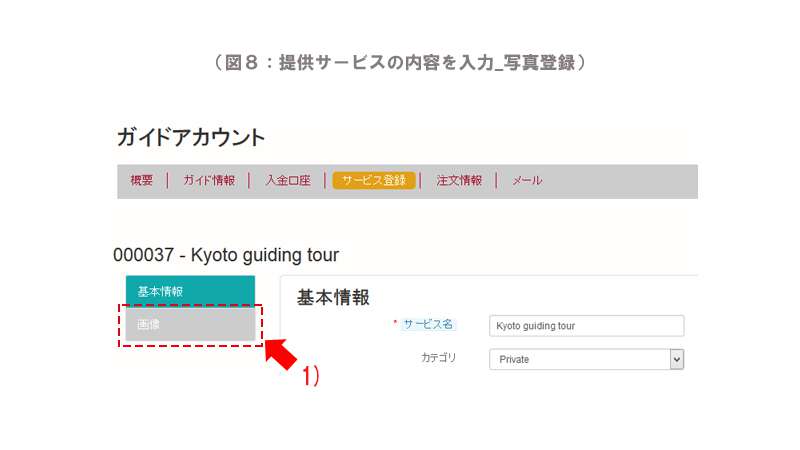 （図８：提供サービスの内容を入力_写真登録）
ガイドアカウント
概要 | ガイド情報 | 入金口座 | サービス登録 | 注文情報 | メール
000037 - Kyoto guiding tour
基本情報
画像
基本情報
* サービス名 Kyoto guiding tour
カテゴリ Private
1)